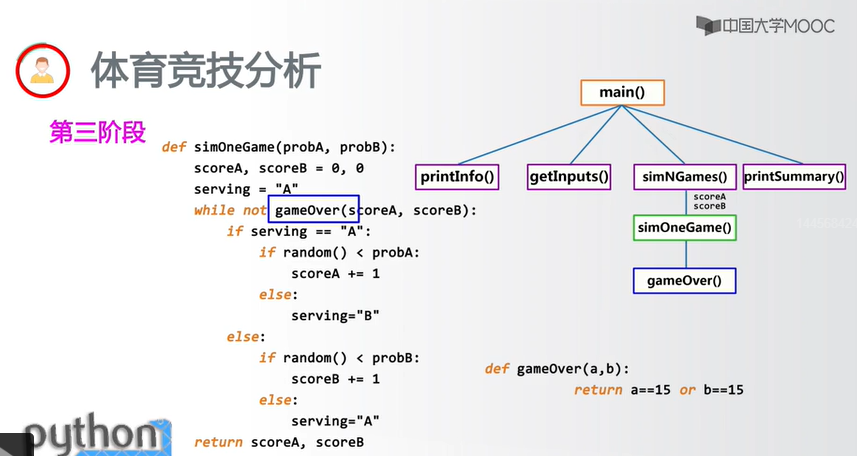 中国大学MOOC
体育竞技分析
第三阶段
def simOneGame(probA, probB):
scoreA, scoreB = 0, 0
serving = "A"
while not gameOver(scoreA, scoreB):
if serving == "A":
if random() < probA:
scoreA += 1
else:
serving="B"
else:
if random() < probB:
scoreB += 1
else:
serving="A"
return scoreA, scoreB
main()
printInfo()
getInputs()
simNGames()
printSummary()
scoreA
scoreB
simOneGame()
gameOver()
def gameOver(a,b):
return a==15 or b==15
python